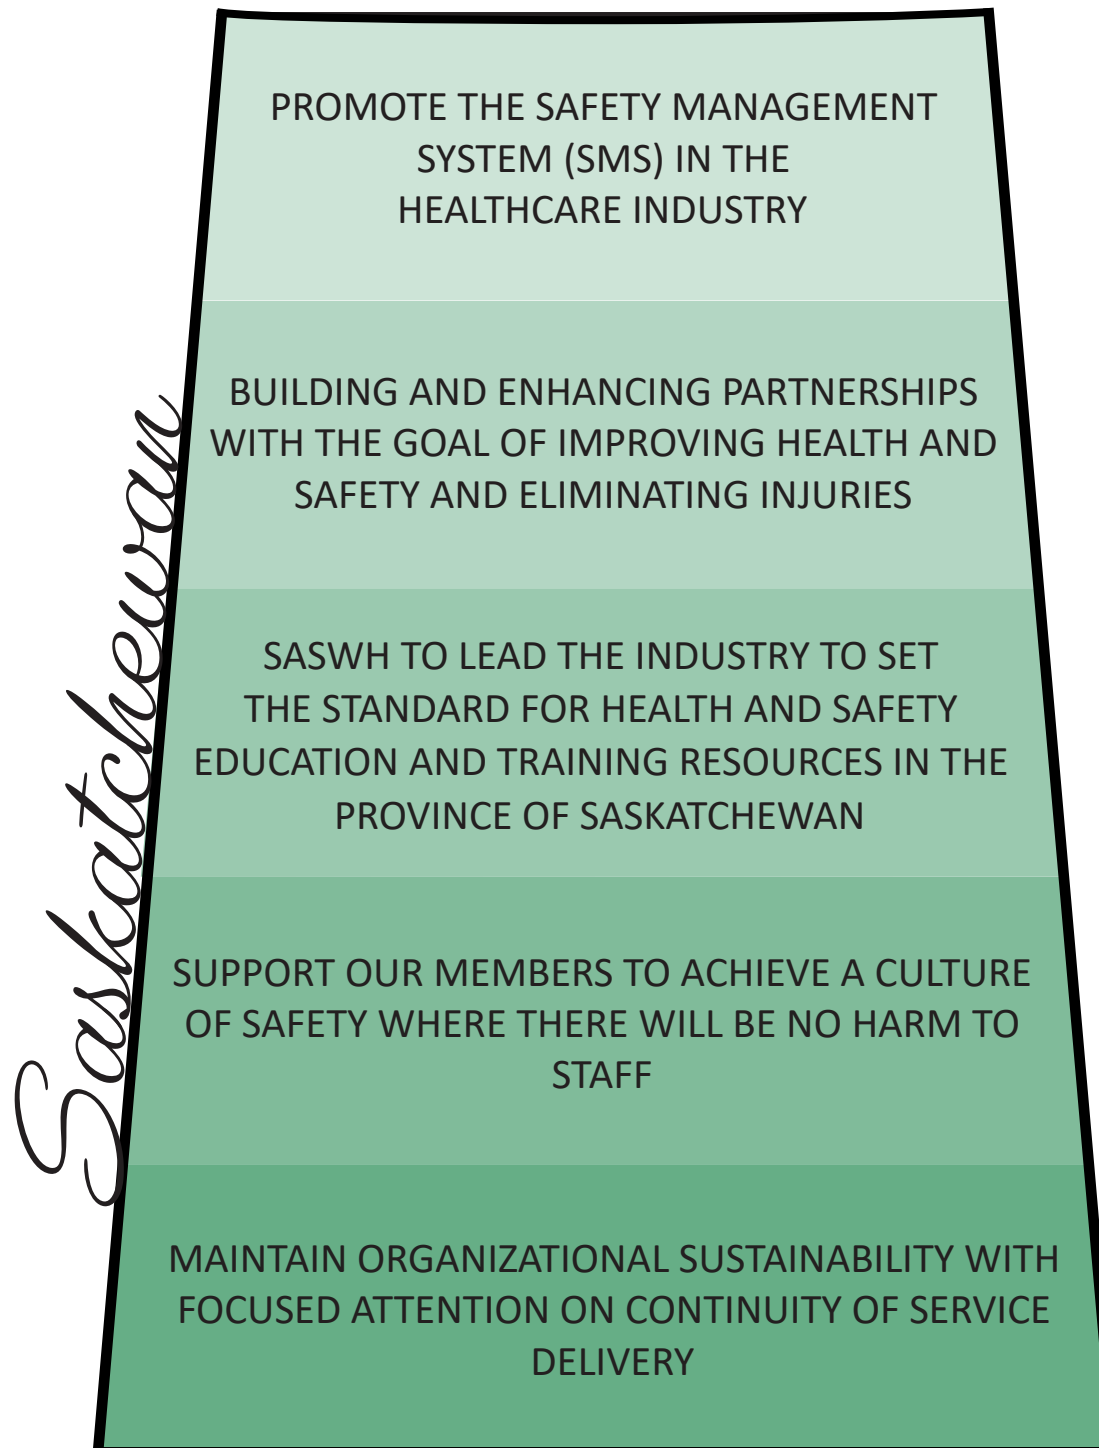 PROMOTE THE SAFETY MANAGEMENT
SYSTEM (SMS) IN THE
HEALTHCARE INDUSTRY
BUILDING AND ENHANCING PARTNERSHIPS
WITH THE GOAL OF IMPROVING HEALTH AND
SAFETY AND ELIMINATING INJURIES
SASWH TO LEAD THE INDUSTRY TO SET
THE STANDARD FOR HEALTH AND SAFETY
EDUCATION AND TRAINING RESOURCES IN THE
PROVINCE OF SASKATCHEWAN
SUPPORT OUR MEMBERS TO ACHIEVE A CULTURE
OF SAFETY WHERE THERE WILL BE NO HARM TO
STAFF
MAINTAIN ORGANIZATIONAL SUSTAINABILITY WITH
FOCUSED ATTENTION ON CONTINUITY OF SERVICE
DELIVERY
Saskatchewan